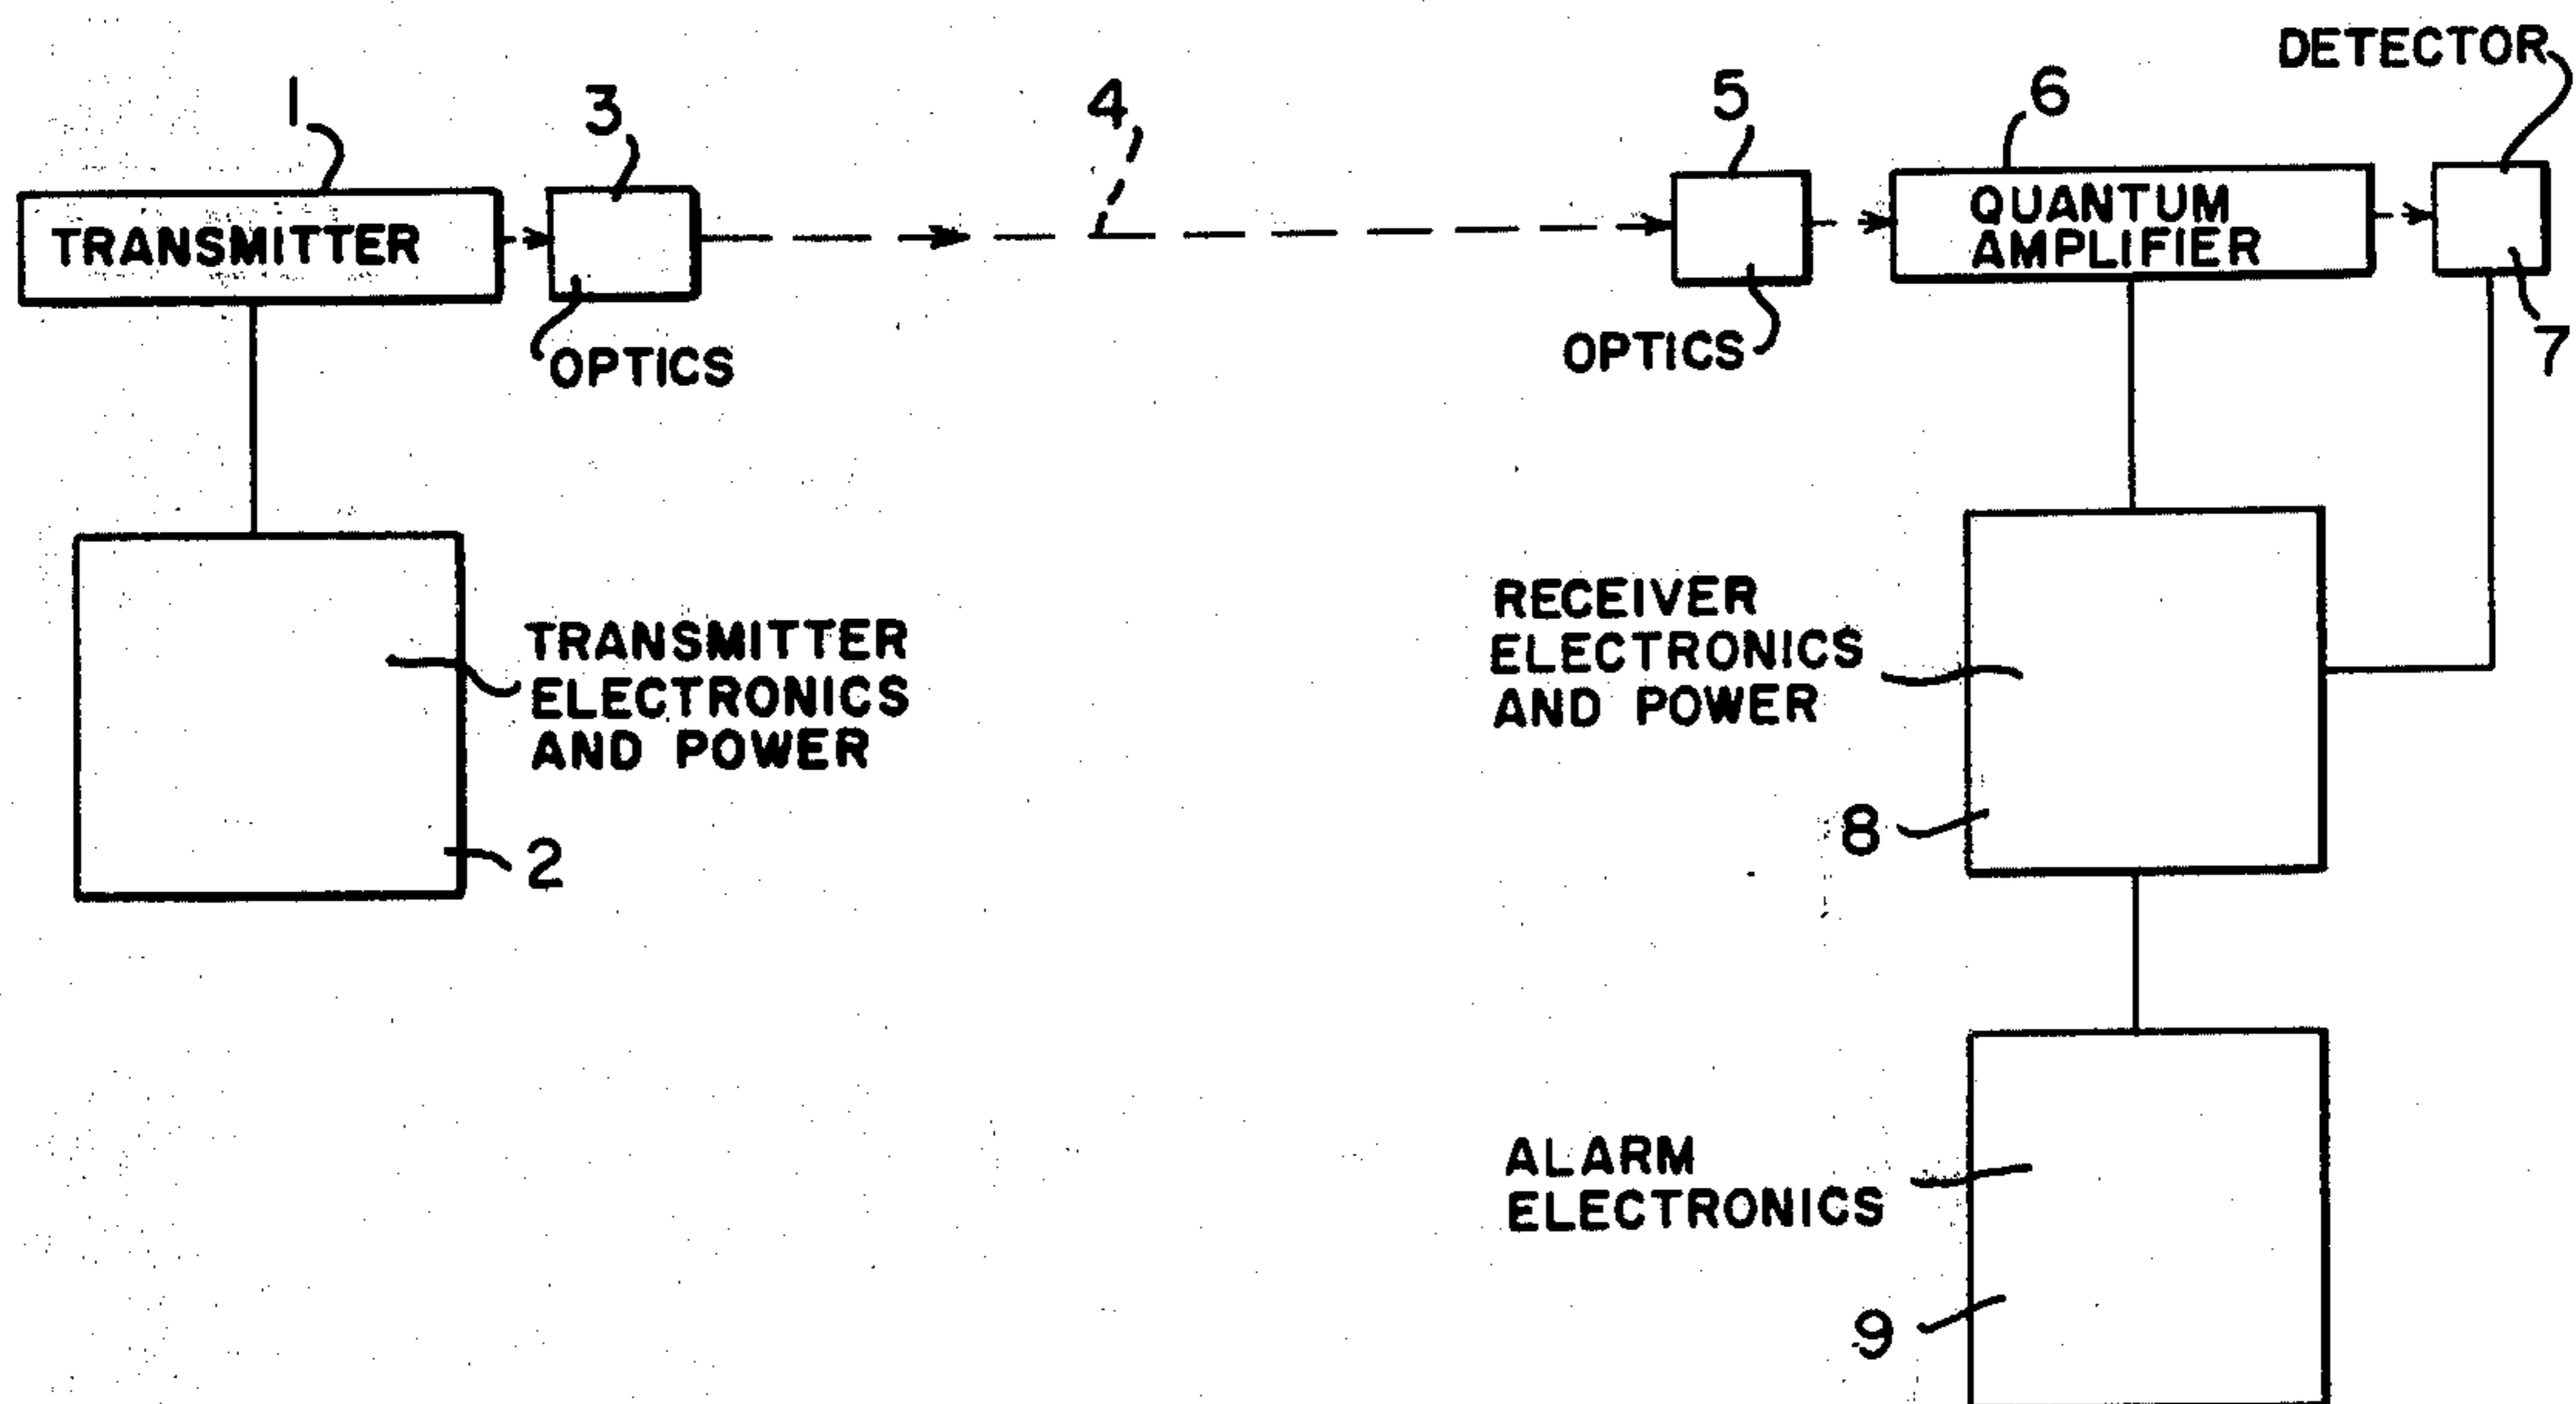 DETECTOR
1
3
4
5
6
TRANSMITTER
QUANTUM
AMPLIFIER
OPTICS
OPTICS
7
TRANSMITTER
ELECTRONICS
AND POWER
2
RECEIVER
ELECTRONICS
AND POWER
8
ALARM
ELECTRONICS
9